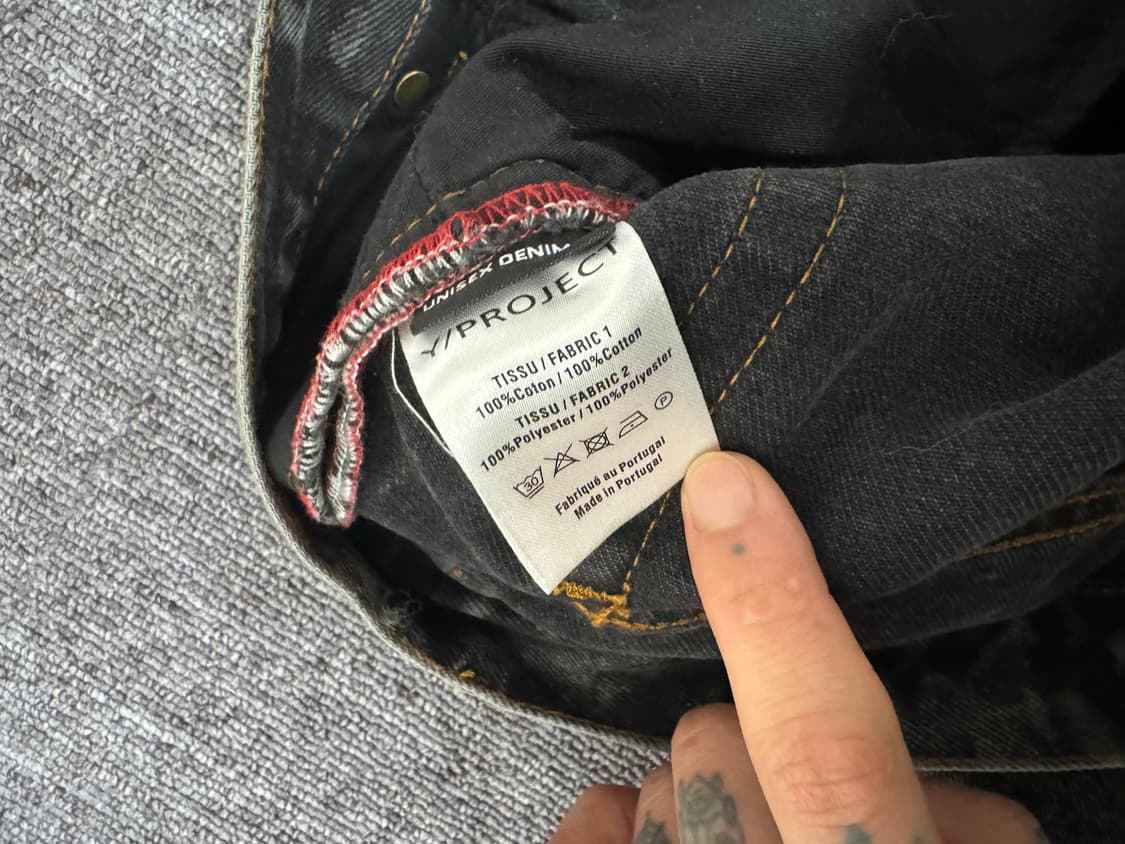 UNISEX DENIM
Y/PROJECT
TISSU / FABRIC 1
100%Coton / 100%Cotton
TISSU / FABRIC 2
100%Polyester / 100%Polyester
30 P
Fabriqué au Portugal
Made in Portugal